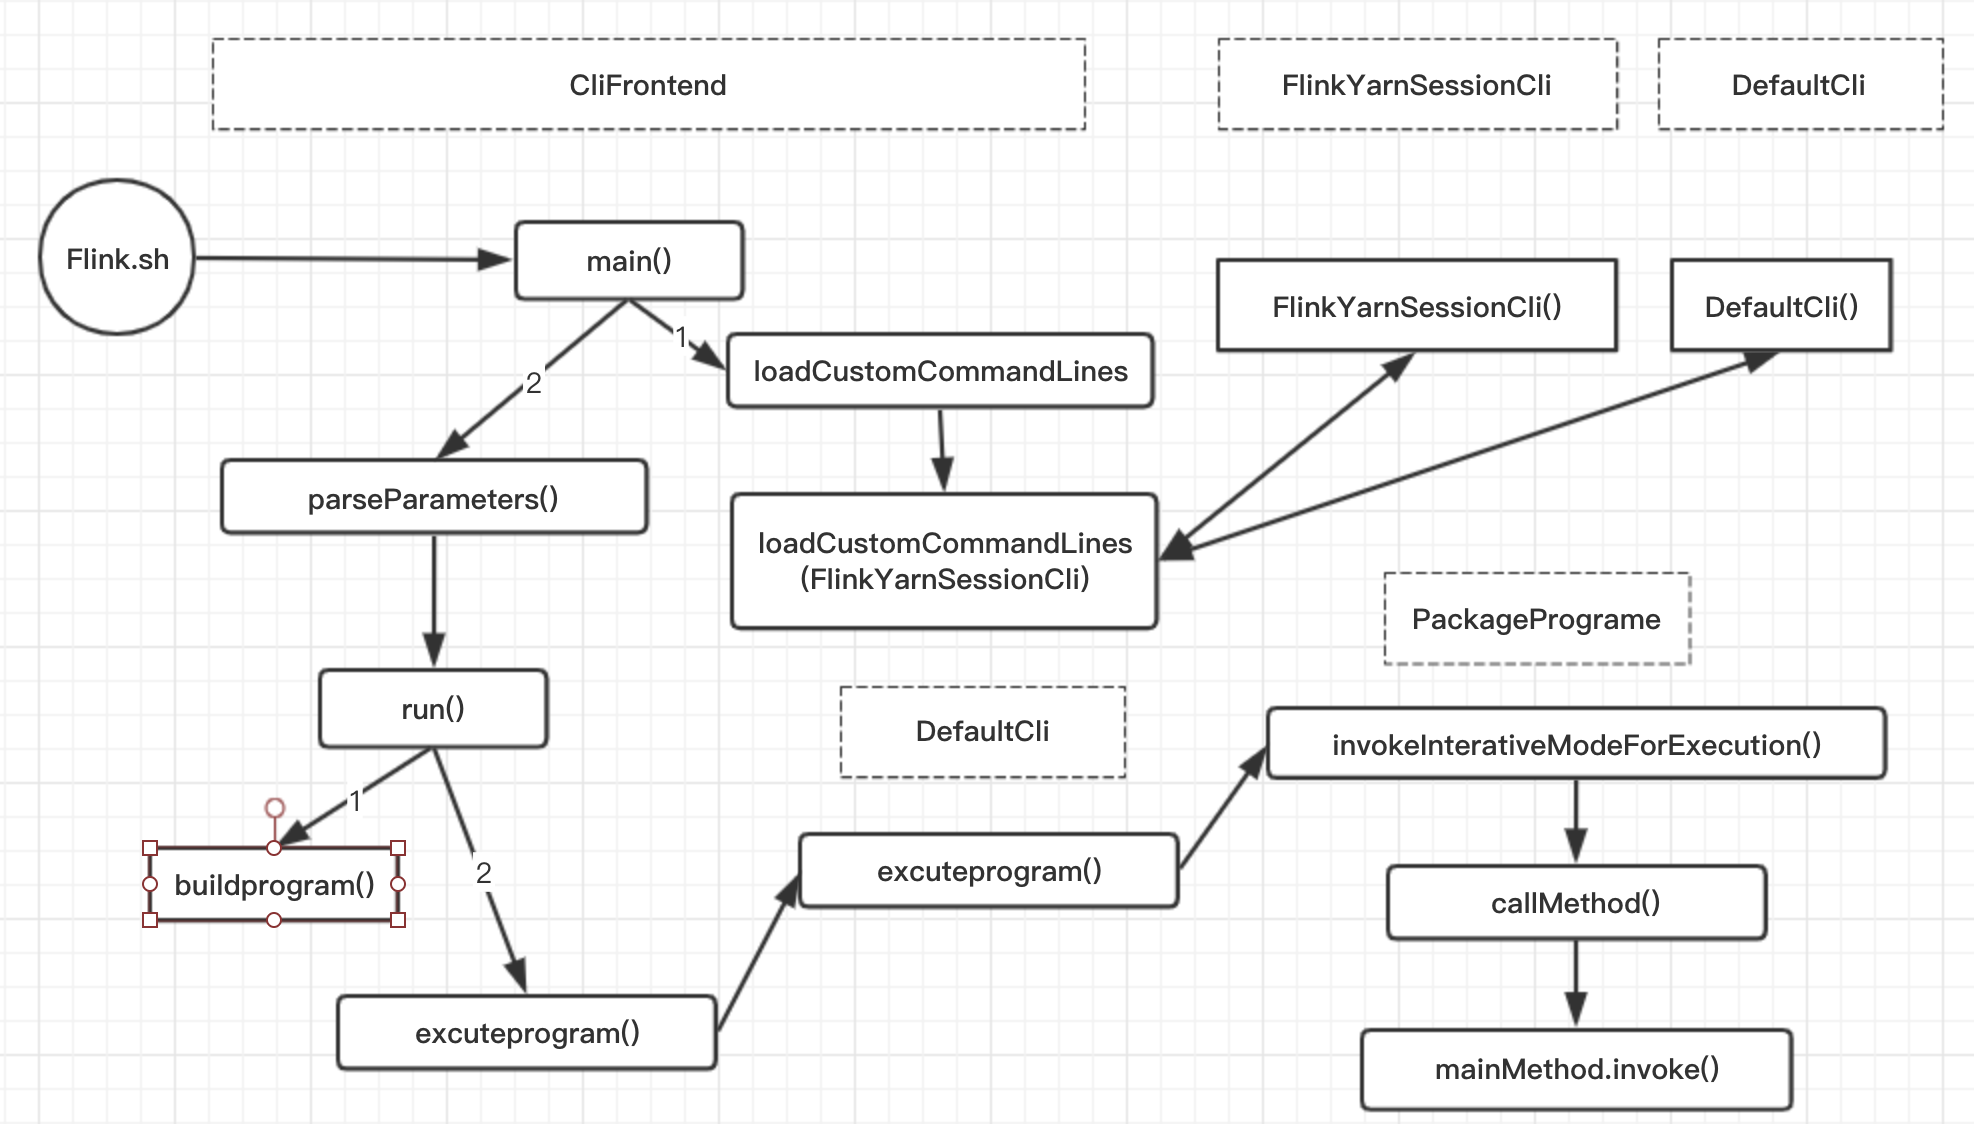 CliFrontend
FlinkYarnSessionCli
DefaultCli
Flink.sh
main()
FlinkYarnSessionCli()
DefaultCli()
1
loadCustomCommandLines
2
parseParameters()
loadCustomCommandLines
(FlinkYarnSessionCli)
PackagePrograme
run()
DefaultCli
invokeInterativeModeForExecution()
1
buildprogram()
2
excuteprogram()
callMethod()
excuteprogram()
mainMethod.invoke()